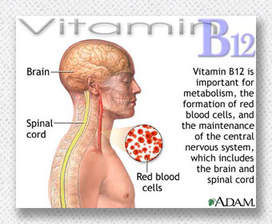 Vitamin
B12
Brain
Spinal
cord
Red blood
cells
Vitamin B12 is
important for
metabolism, the
formation of red
blood cells, and
the maintenance
of the central
nervous system,
which includes
the brain and
spinal cord
ADAM